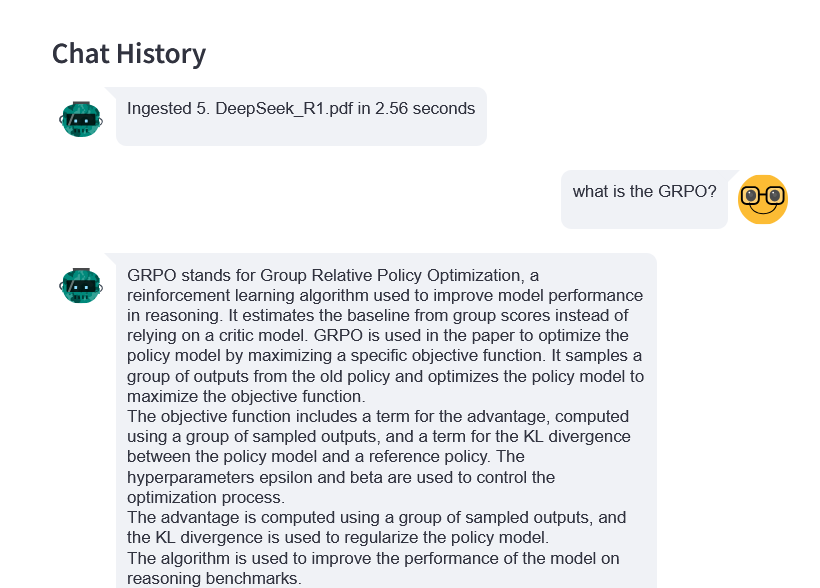 Chat History
Ingested 5. DeepSeek_R1.pdf in 2.56 seconds
what is the GRPO?
GRPO stands for Group Relative Policy Optimization, a
reinforcement learning algorithm used to improve model performance
in reasoning. It estimates the baseline from group scores instead of
relying on a critic model. GRPO is used in the paper to optimize the
policy model by maximizing a specific objective function. It samples a
group of outputs from the old policy and optimizes the policy model to
maximize the objective function.
The objective function includes a term for the advantage, computed
using a group of sampled outputs, and a term for the KL divergence
between the policy model and a reference policy. The
hyperparameters epsilon and beta are used to control the
optimization process.
The advantage is computed using a group of sampled outputs, and
the KL divergence is used to regularize the policy model.
The algorithm is used to improve the performance of the model on
reasoning benchmarks.